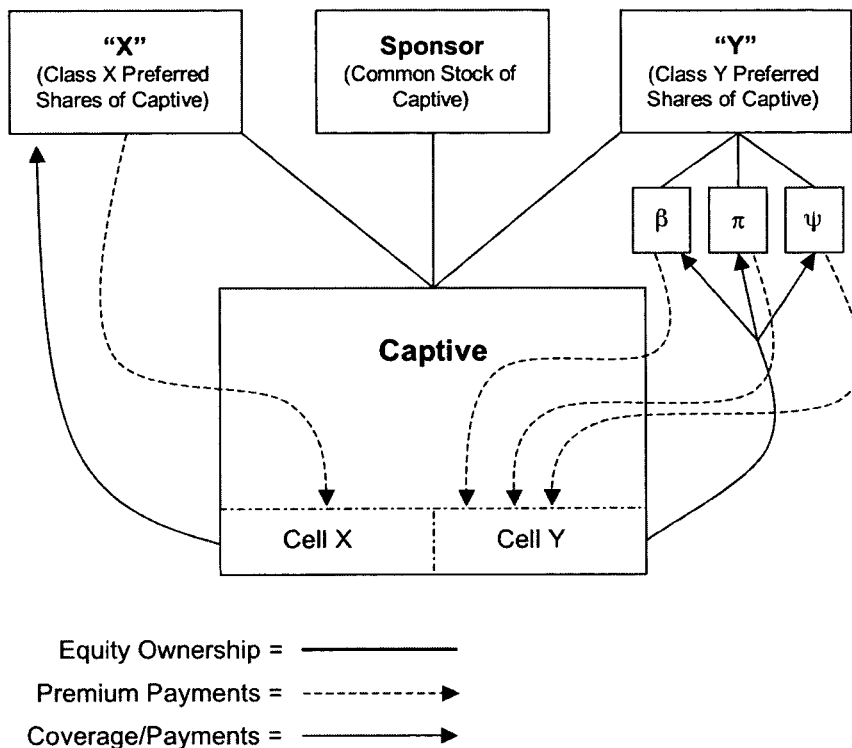 “X”
(Class X Preferred
Shares of Captive)
Sponsor
(Common Stock of
Captive)
“Y”
(Class Y Preferred
Shares of Captive)
β
π
ψ
Captive
Cell X
Cell Y
Equity Ownership =
Premium Payments =
Coverage/Payments =